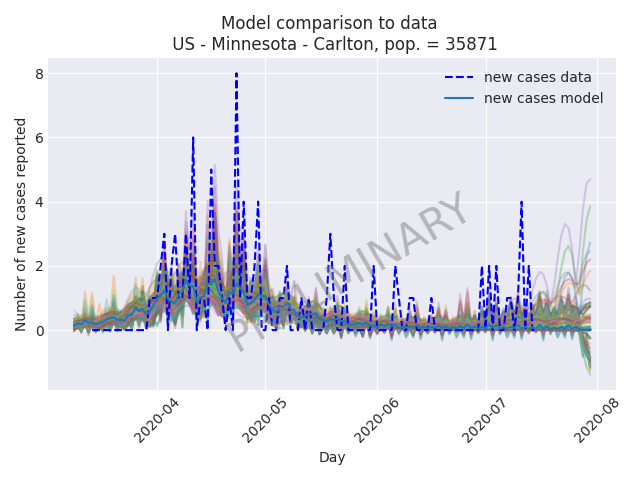 Model comparison to data
US - Minnesota - Carlton, pop. = 35871
new cases data
new cases model
Number of new cases reported
8
6
4
2
0
PRELIMINARY
2020-04
2020-05
2020-06
2020-07
2020-08
Day